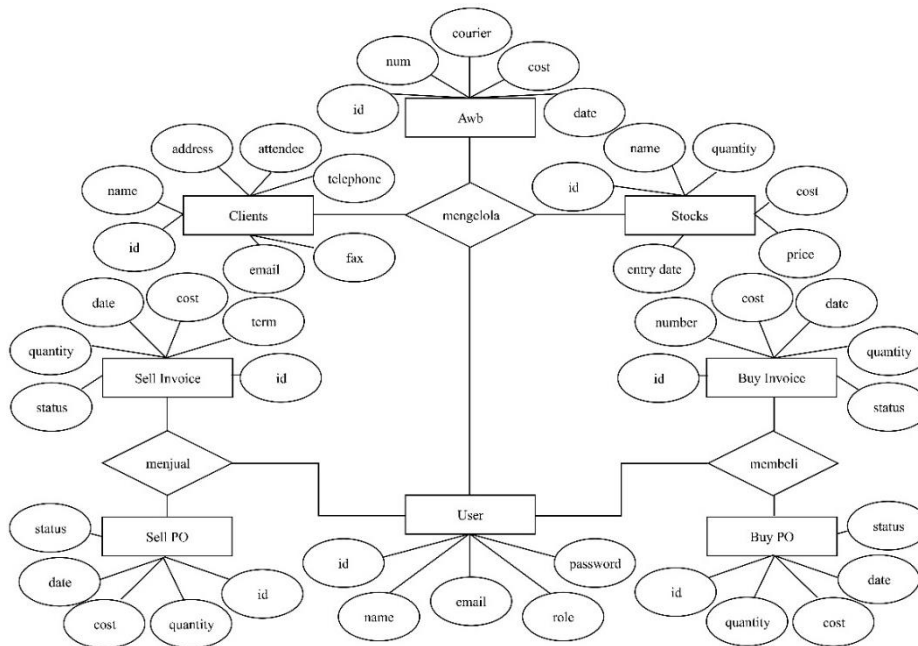 courier
num
cost
id
date
Awb
address
attendee
name
quantity
name
telephone
id
cost
Clients
mengelola
Stocks
id
email
fax
entry date
price
date
cost
cost
date
term
number
quantity
quantity
Sell Invoice
id
id
Buy Invoice
status
status
menjual
membeli
status
User
status
Sell PO
Buy PO
id
password
date
id
id
date
cost
quantity
name
email
role
quantity
cost